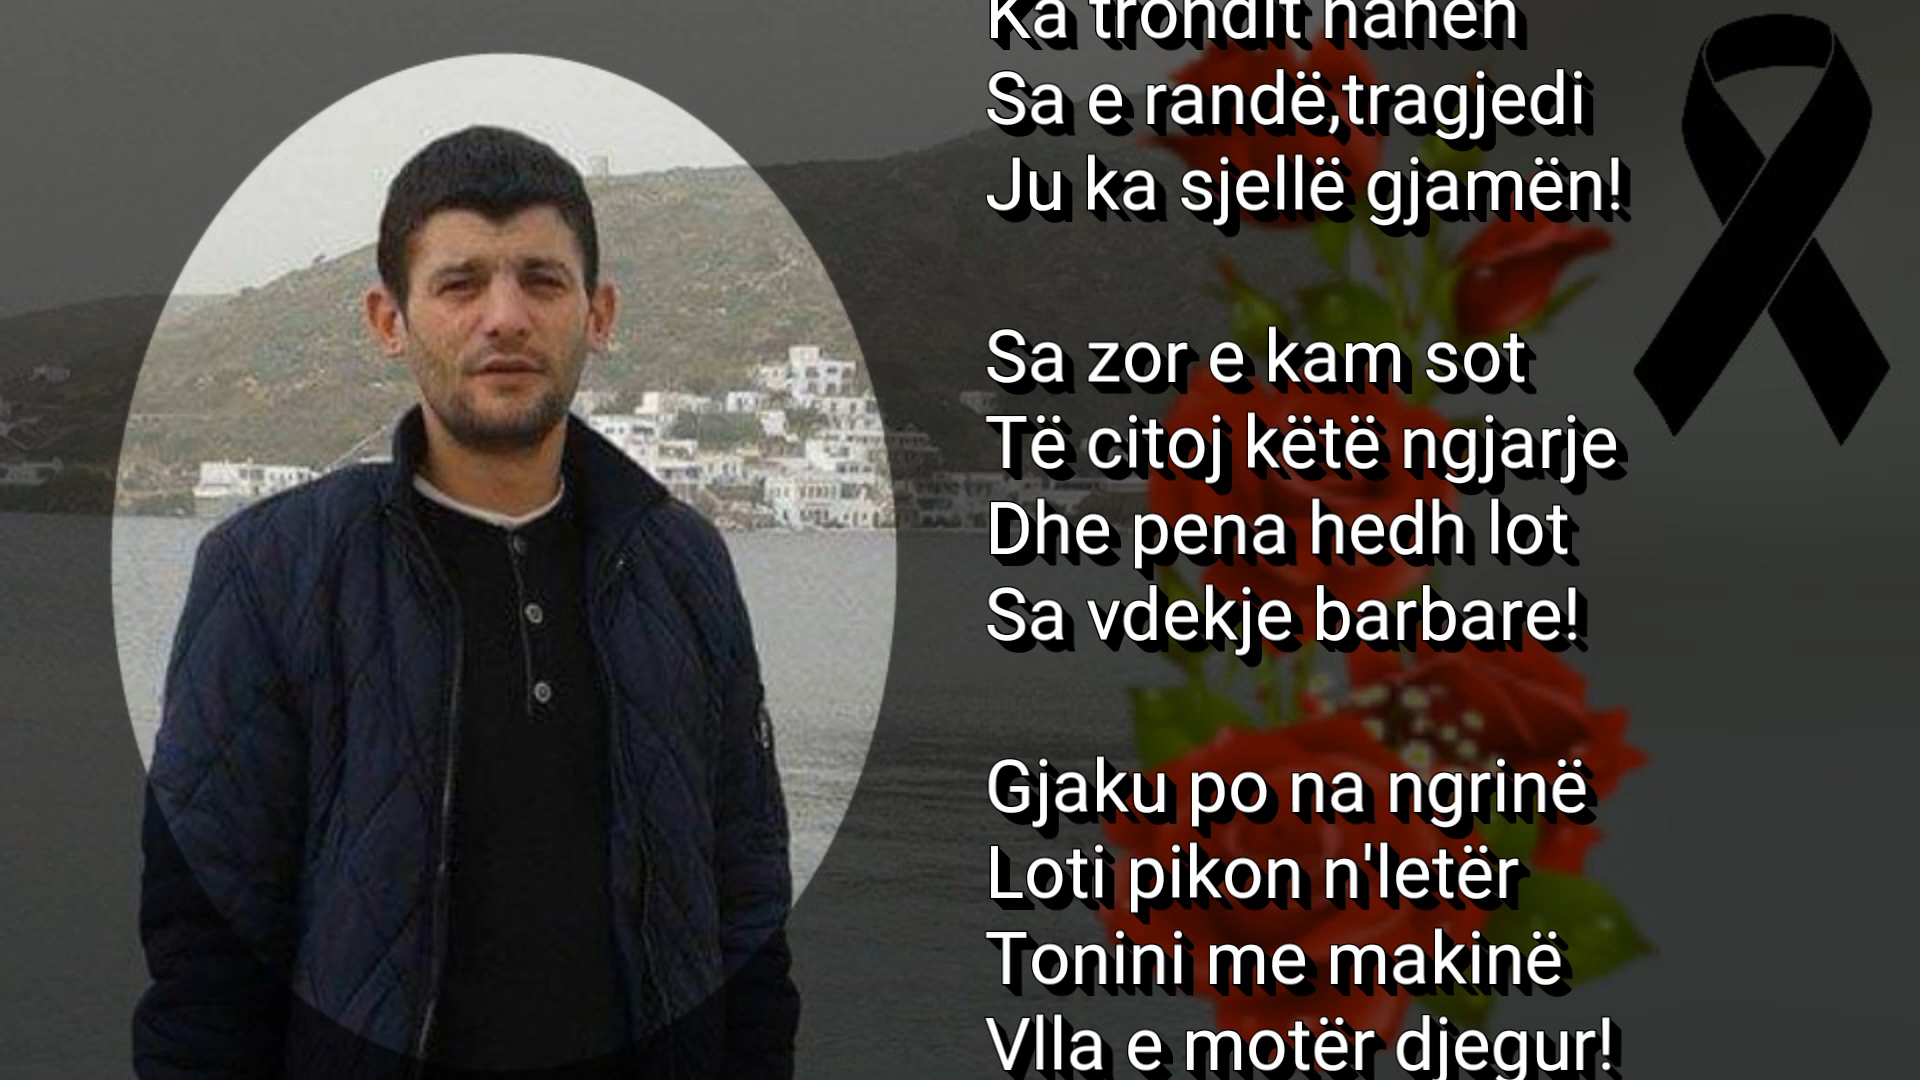 Ka trondit
Sa e randë,tragjedi
Ju ka sjellë gjamën!
Sa zor e kam sot
Të citoj këtë ngjarje
Dhe pena hedh lot
Sa vdekje barbare!
Gjaku po na ngrinë
Loti pikon n'letër
Tonini me makinë
Vlla e motër djegur!